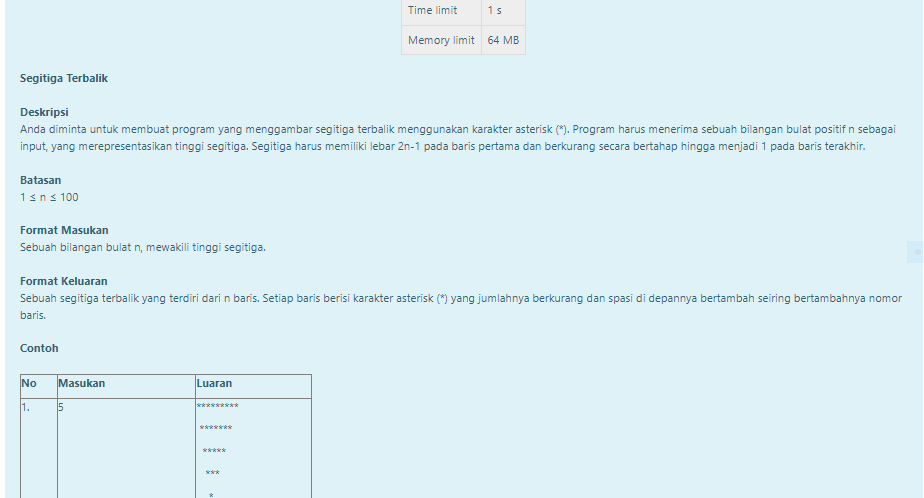 Time limit 1 s
Memory limit 64 MB
Segitiga Terbalik
Deskripsi
Anda diminta untuk membuat program yang menggambar segitiga terbalik menggunakan karakter asterisk (*). Program harus menerima sebuah bilangan bulat positif n sebagai
input, yang merepresentasikan tinggi segitiga. Segitiga harus memiliki lebar 2n-1 pada baris pertama dan berkurang secara bertahap hingga menjadi 1 pada baris terakhir.
Batasan
1 ≤ n ≤ 100
Format Masukan
Sebuah bilangan bulat n, mewakili tinggi segitiga.
Format Keluaran
Sebuah segitiga terbalik yang terdiri dari n baris. Setiap baris berisi karakter asterisk (*) yang jumlahnya berkurang dan spasi di depannya bertambah seiring bertambahnya nomor
baris.
Contoh
No Masukan Luaran
1. 5 *********
*******
*****
***
*